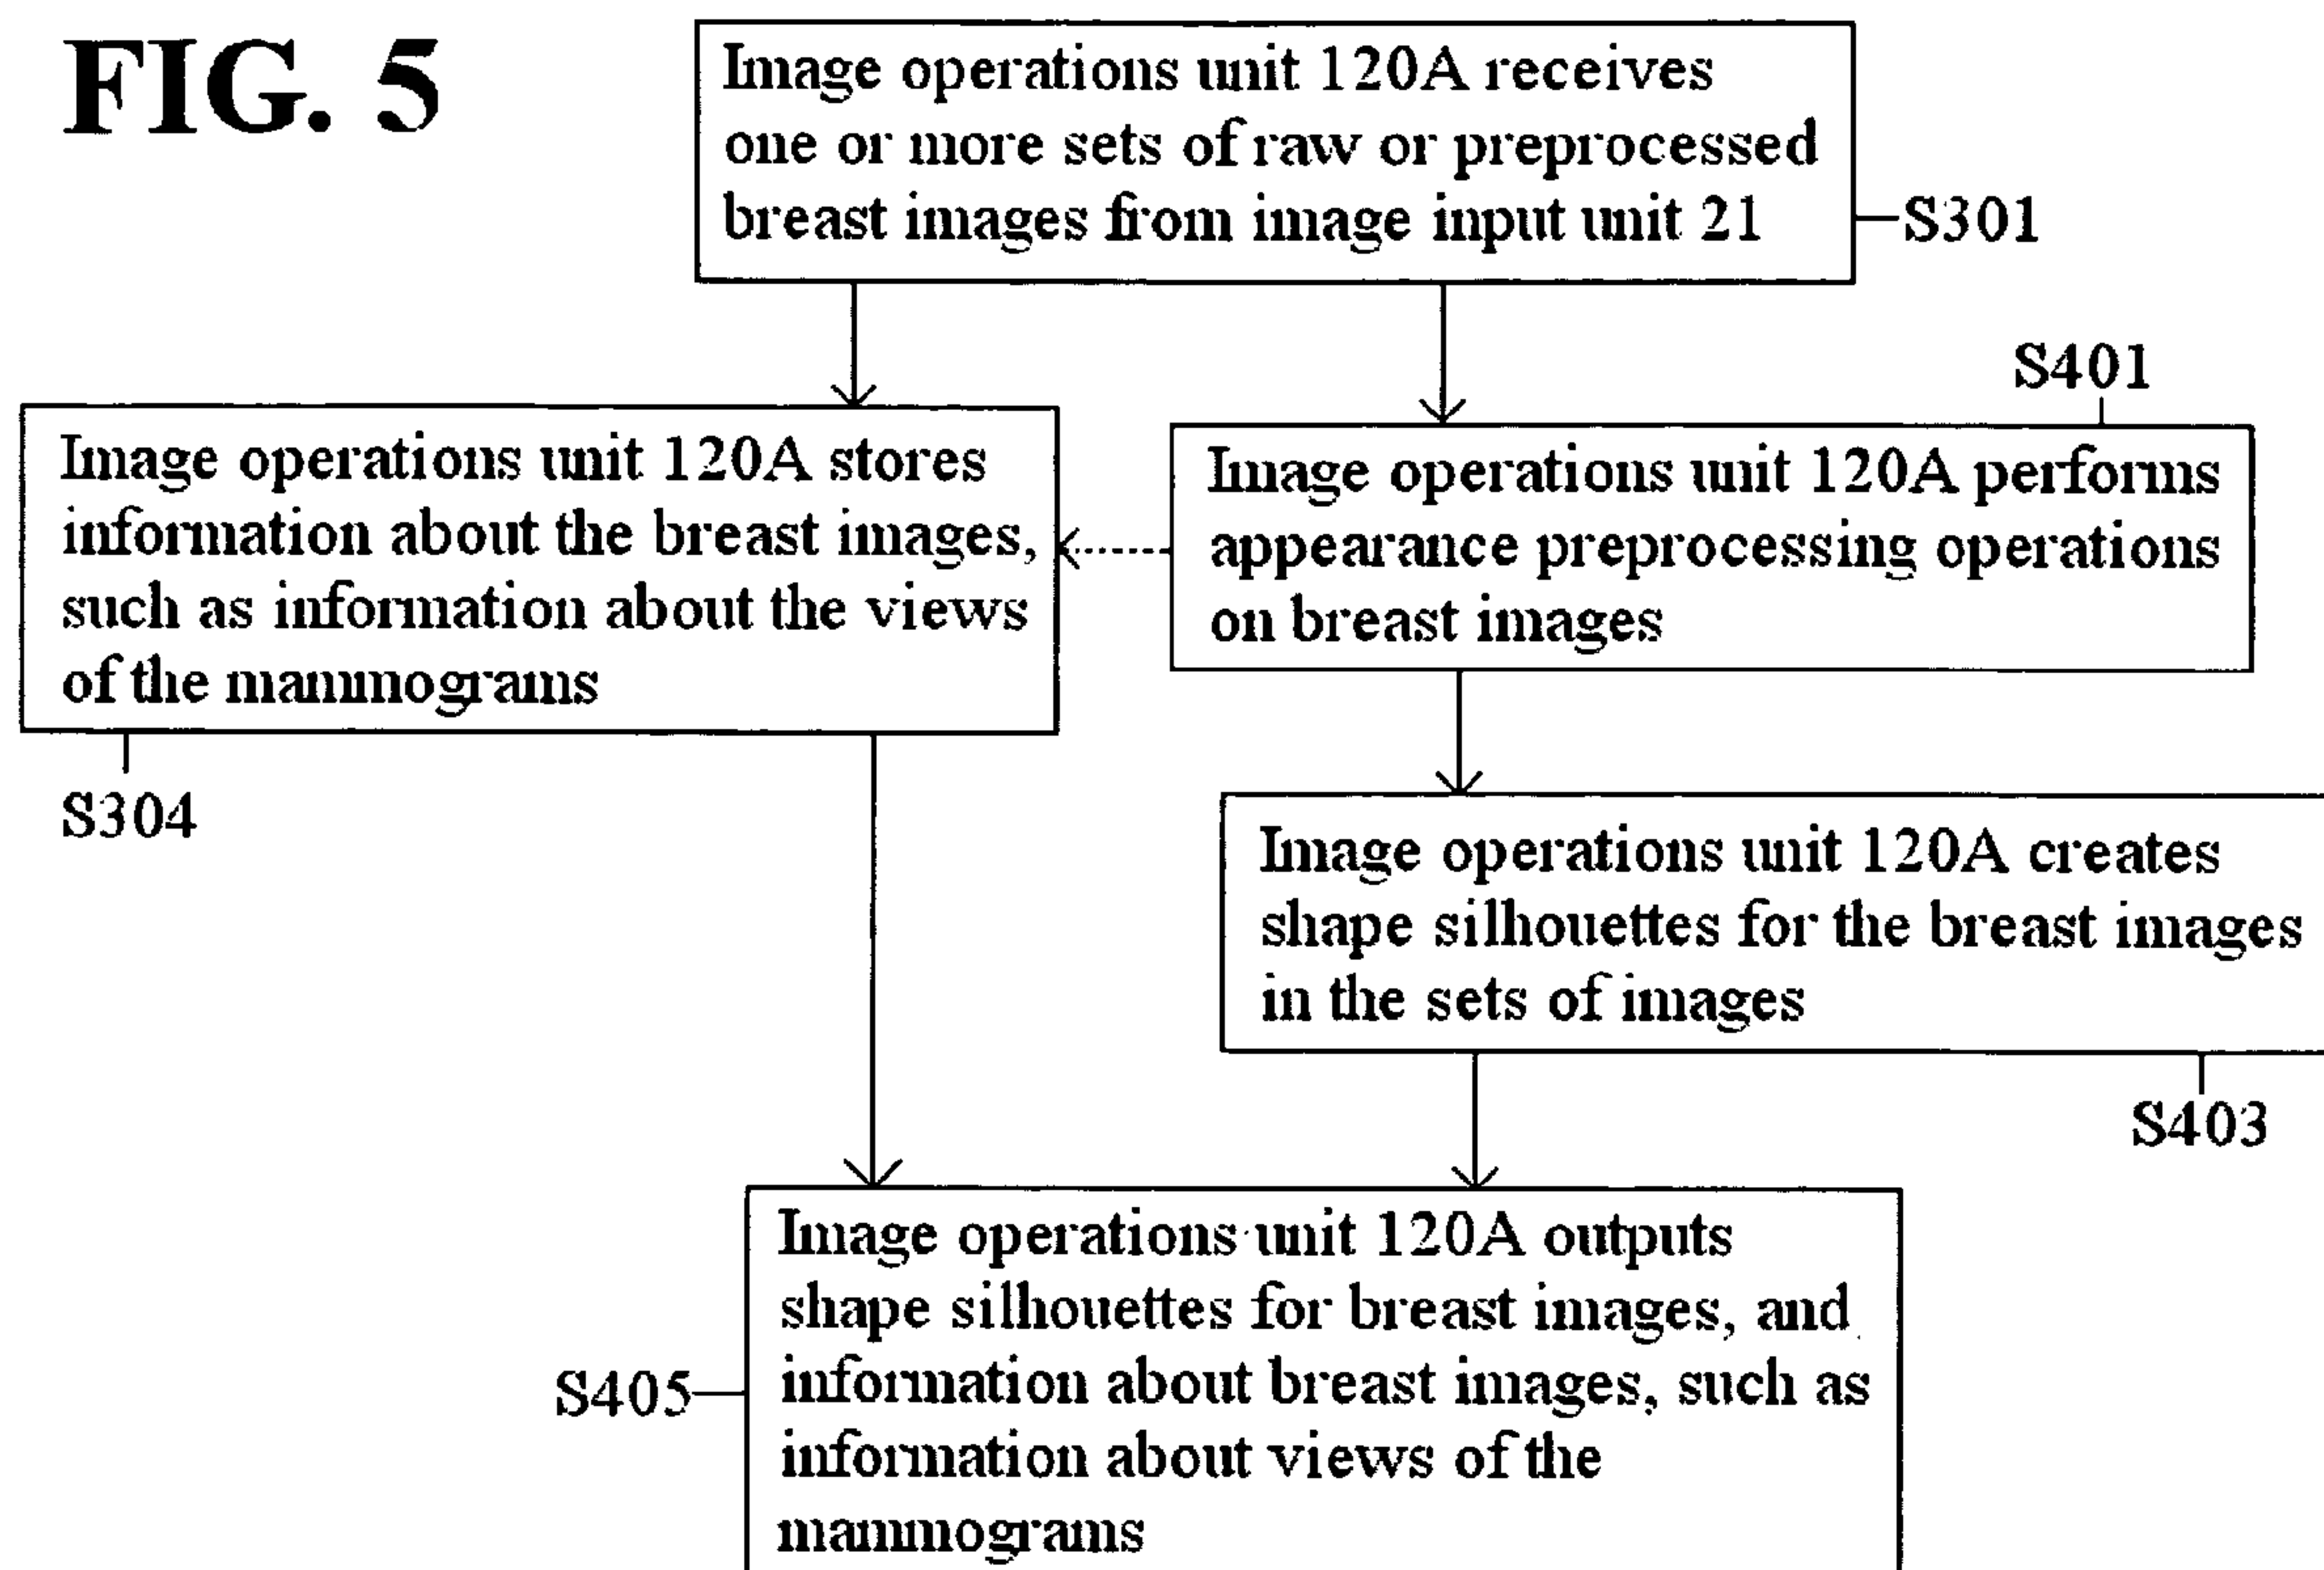 FIG. 5
Image operations unit 120A receives
one or more sets of raw or preprocessed
breast images from image input unit 21
S301
S401
Image operations unit 120A stores
information about the breast images,
such as information about the views
of the mammograms
S304
Image operations unit 120A performs
appearance preprocessing operations
on breast images
Image operations unit 120A creates
shape silhouettes for the breast images
in the sets of images
S403
Image operations unit 120A outputs
shape silhouettes for breast images, and
information about breast images, such as
information about views of the
mammograms
S405